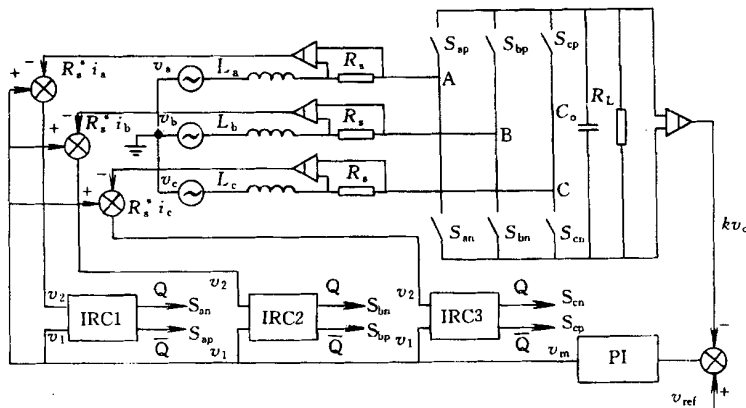 S_ap S_bp S_cp
v_a L_a R_s A
R_s* i_a
C_o R_L
v_b L_b R_s B
R_s* i_b
v_c L_c R_s C
R_s* i_c
S_an S_bn S_cn
kv_o
v_2 IRC1 Q S_an
v_1 Q̅ S_ap
v_2 IRC2 Q S_bn
v_1 Q̅ S_bp
v_2 IRC3 Q S_cn
v_1 Q̅ S_cp
v_m PI
v_ref